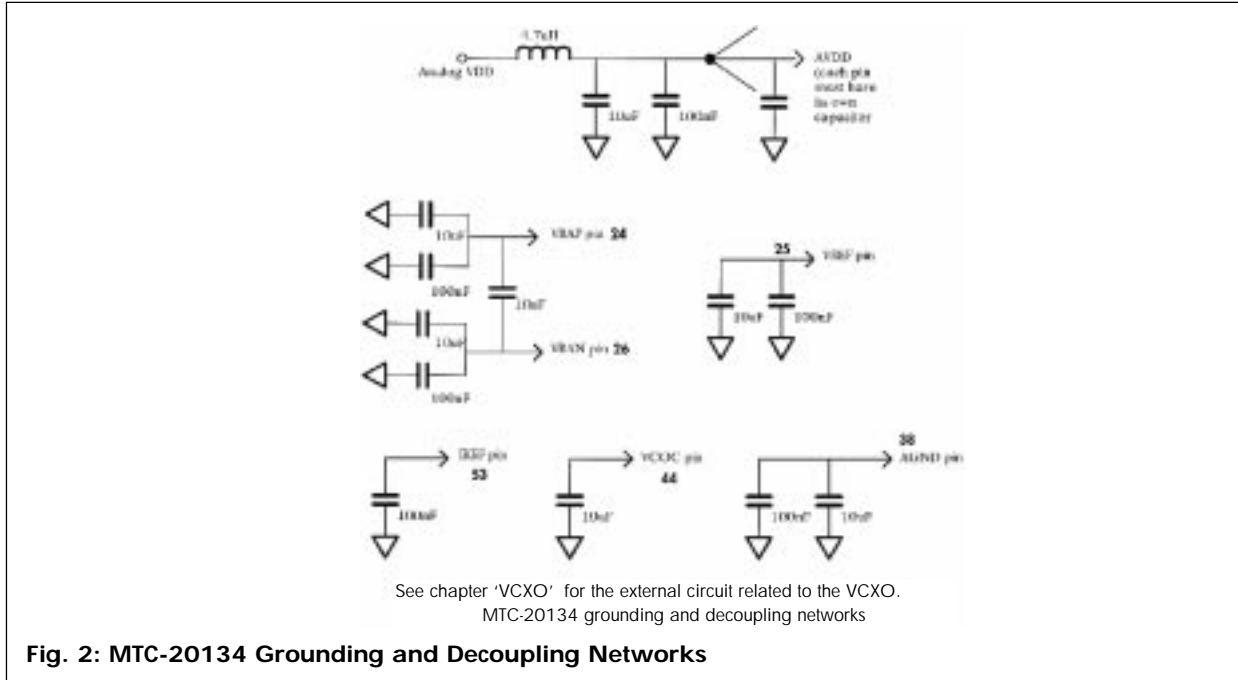 4.7uH
Analog VDD
10uF
100nF
AVDD
(each pin
must have
its own
capacitor
10uF
100nF
VRAP pin 24
10uF
10uF
100nF
VRAN pin 26
25
VREF pin
10uF
100nF
IREF pin
53
100nF
VCOC pin
44
10uF
38
AGND pin
100nF
10uF
See chapter 'VCXO' for the external circuit related to the VCXO.
MTC-20134 grounding and decoupling networks
Fig. 2: MTC-20134 Grounding and Decoupling Networks